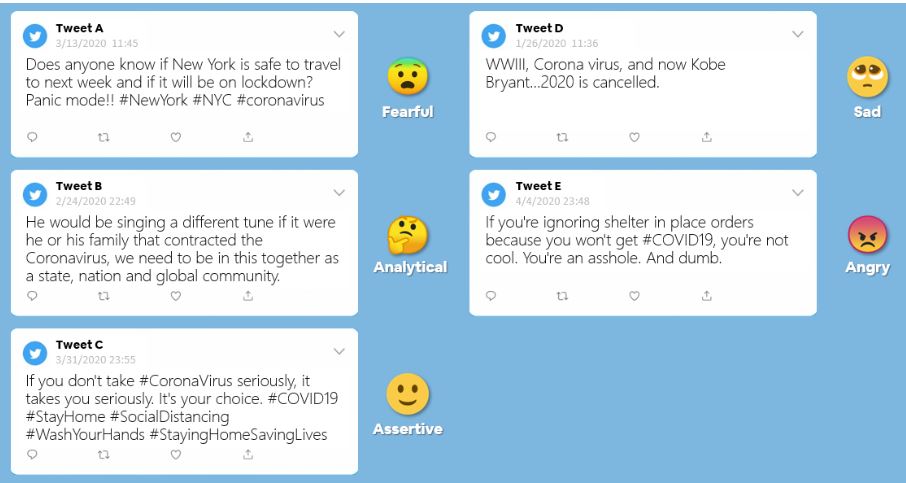 Tweet A
3/13/2020 11:45
Does anyone know if New York is safe to travel
to next week and if it will be on lockdown?
Panic mode!! #NewYork #NYC #coronavirus
Fearful
Tweet B
2/24/2020 22:49
He would be singing a different tune if it were
he or his family that contracted the
Coronavirus, we need to be in this together as
a state, nation and global community.
Analytical
Tweet C
3/31/2020 23:55
If you don't take #CoronaVirus seriously, it
takes you seriously. It's your choice. #COVID19
#StayHome #SocialDistancing
#WashYourHands #StayingHomeSavingLives
Assertive
Tweet D
1/26/2020 11:36
WWIII, Corona virus, and now Kobe
Bryant...2020 is cancelled.
Sad
Tweet E
4/4/2020 23:48
If you're ignoring shelter in place orders
because you won't get #COVID19, you're not
cool. You're an asshole. And dumb.
Angry